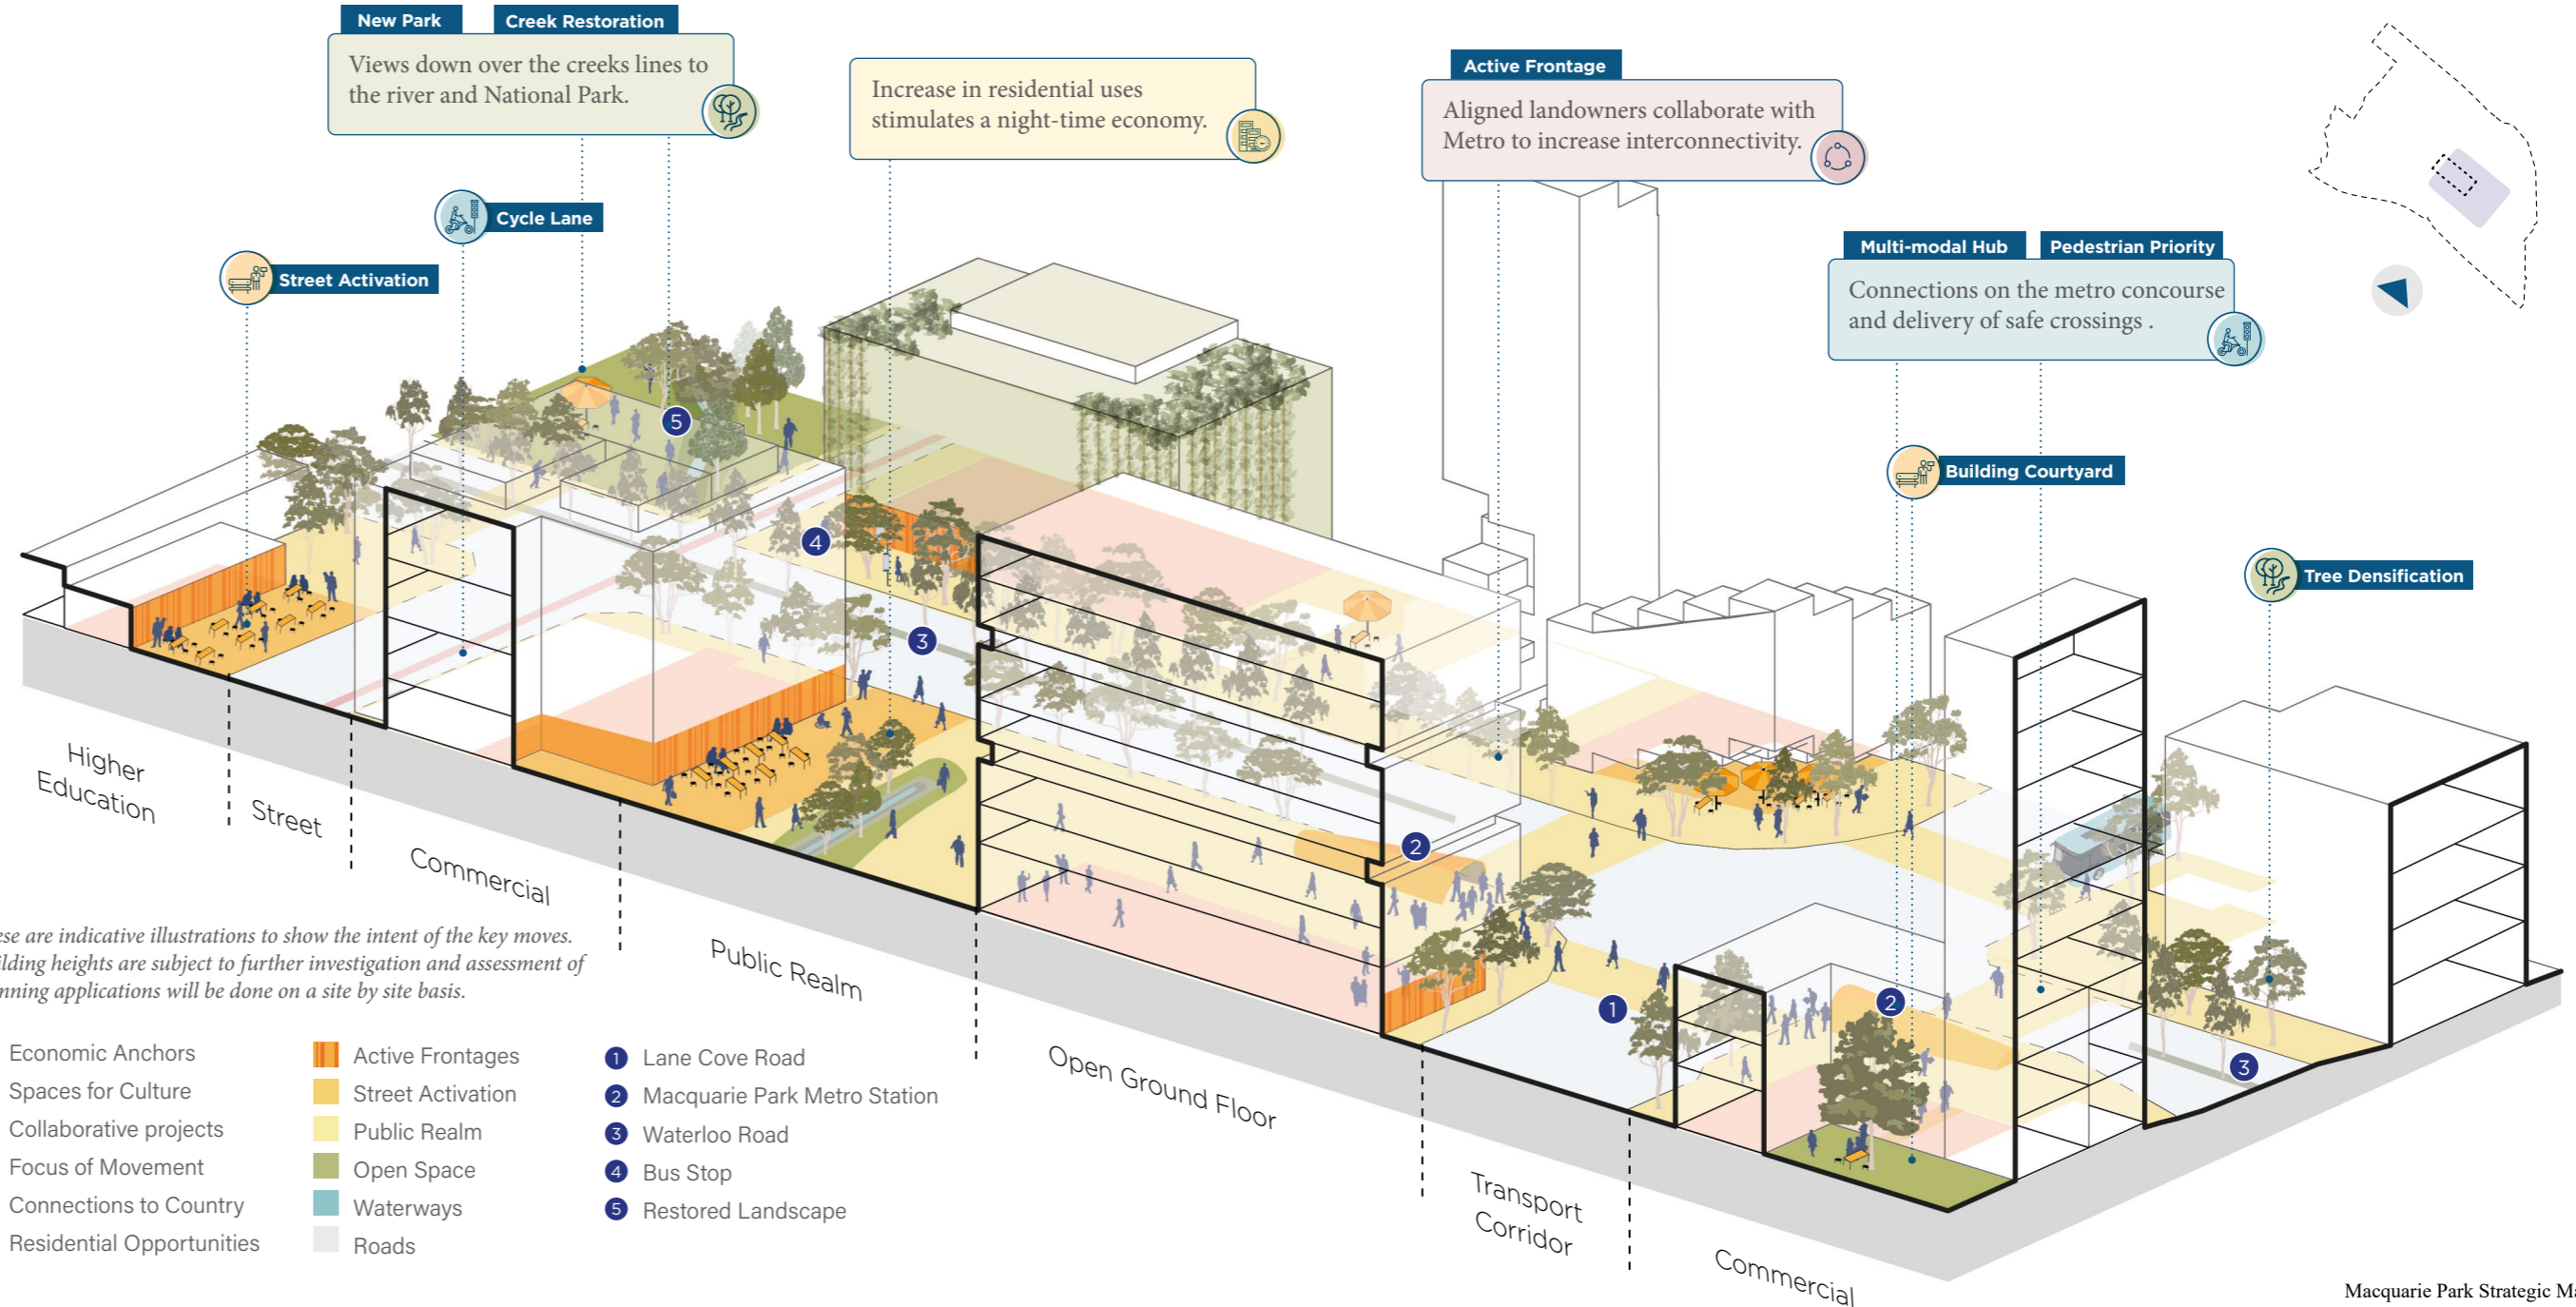 New Park
Creek Restoration
Views down over the creeks lines to
the river and National Park.
Increase in residential uses
stimulates a night-time economy.
Active Frontage
Aligned landowners collaborate with
Metro to increase interconnectivity.
Cycle Lane
Street Activation
Multi-modal Hub
Pedestrian Priority
Connections on the metro concourse
and delivery of safe crossings .
Building Courtyard
Tree Densification
5
4
3
2
1
2
3
Higher
Education
Street
Commercial
Public Realm
Open Ground Floor
Transport
Corridor
Commercial
are indicative illustrations to show the intent of the key moves.
heights are subject to further investigation and assessment of
applications will be done on a site by site basis.
Economic Anchors
Spaces for Culture
Collaborative projects
Focus of Movement
Connections to Country
Residential Opportunities
Active Frontages
Street Activation
Public Realm
Open Space
Waterways
Roads
1 Lane Cove Road
2 Macquarie Park Metro Station
3 Waterloo Road
4 Bus Stop
5 Restored Landscape
Macquarie Park Strategic